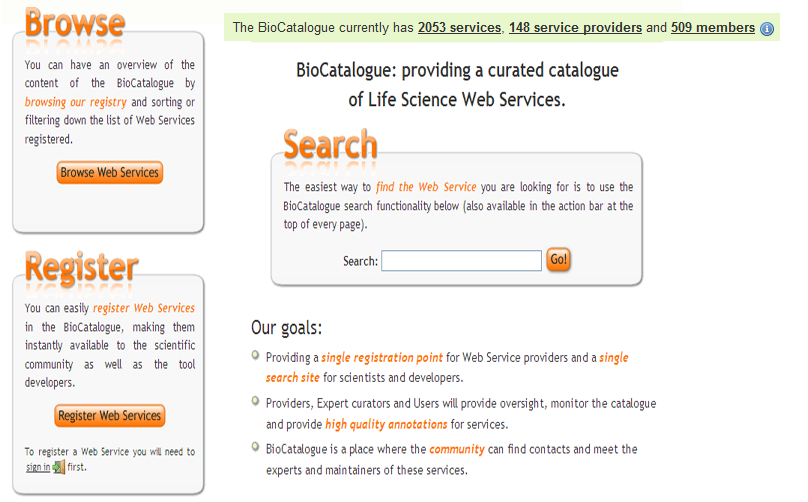 Browse
You can have an overview of the
content of the BioCatalogue by
browsing our registry and sorting or
filtering down the list of Web Services
registered.
Browse Web Services
Register
You can easily register Web Services
in the BioCatalogue, making them
instantly available to the scientific
community as well as the tool
developers.
Register Web Services
To register a Web Service you will need to
sign in first.
The BioCatalogue currently has 2053 services, 148 service providers and 509 members
BioCatalogue: providing a curated catalogue
of Life Science Web Services.
Search
The easiest way to find the Web Service you are looking for is to use the
BioCatalogue search functionality below (also available in the action bar at the
top of every page).
Search: Go!
Our goals:
Providing a single registration point for Web Service providers and a single
search site for scientists and developers.
Providers, Expert curators and Users will provide oversight, monitor the catalogue
and provide high quality annotations for services.
BioCatalogue is a place where the community can find contacts and meet the
experts and maintainers of these services.